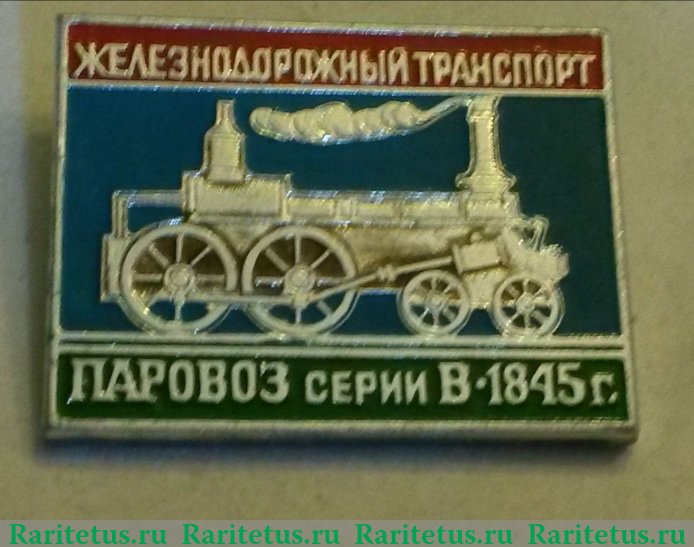 ЖЕЛЕЗНОДОРОЖНЫЙ ТРАНСПОРТ
ПАРОВОЗ СЕРИИ В·1845 г.
Raritetus.ru Raritetus.ru Raritetus.ru Raritetus.ru